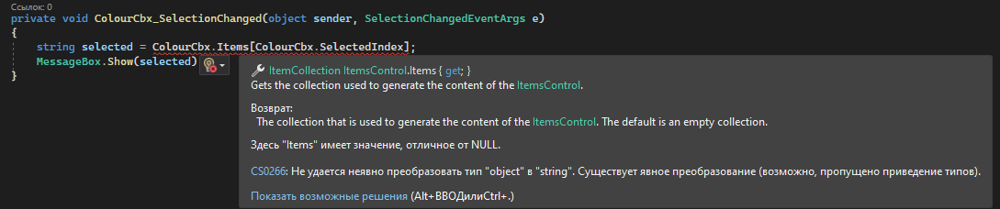 Ссылок: 0
private void ColourCbx_SelectionChanged(object sender, SelectionChangedEventArgs e)
{
string selected = ColourCbx.Items[ColourCbx.SelectedIndex];
MessageBox.Show(selected)
}
ItemCollection ItemsControl.Items { get; }
Gets the collection used to generate the content of the ItemsControl.
Возврат:
The collection that is used to generate the content of the ItemsControl. The default is an empty collection.
Здесь "Items" имеет значение, отличное от NULL.
CS0266: Не удается неявно преобразовать тип "object" в "string". Существует явное преобразование (возможно, пропущено приведение типов).
Показать возможные решения (Alt+ВВОДилиCtrl+.)